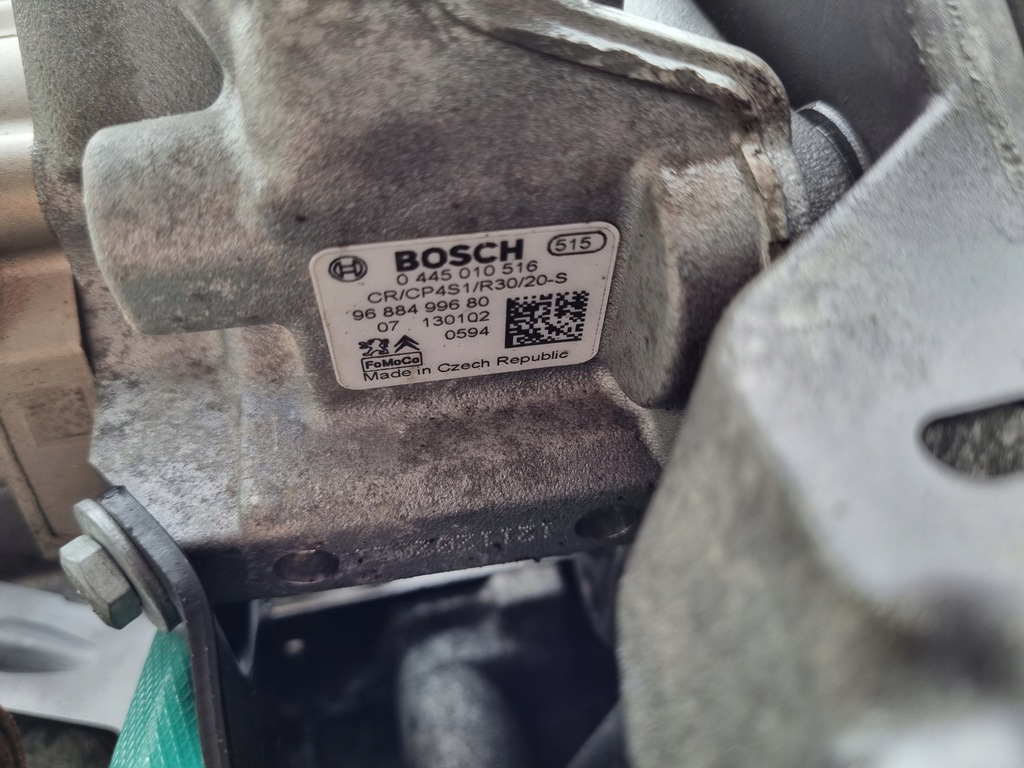 BOSCH 515
0 445 010 516
CR/CP4S1/R30/20-S
96 884 996 80
07 130102
0594
FoMoCo
Made in Czech Republic